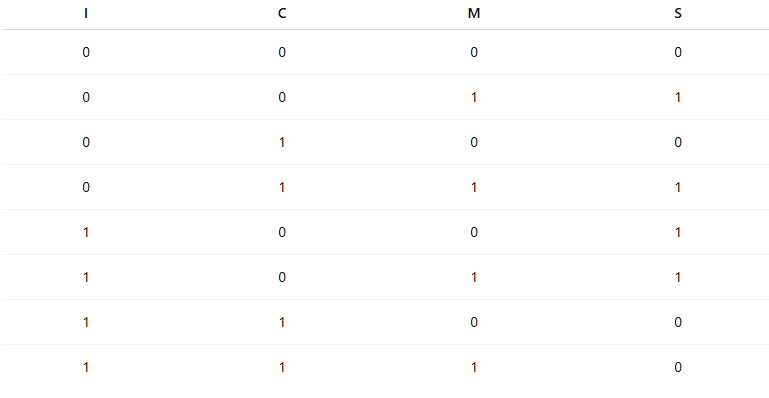 I C M S
0 0 0 0
0 0 1 1
0 1 0 0
0 1 1 1
1 0 0 1
1 0 1 1
1 1 0 0
1 1 1 0